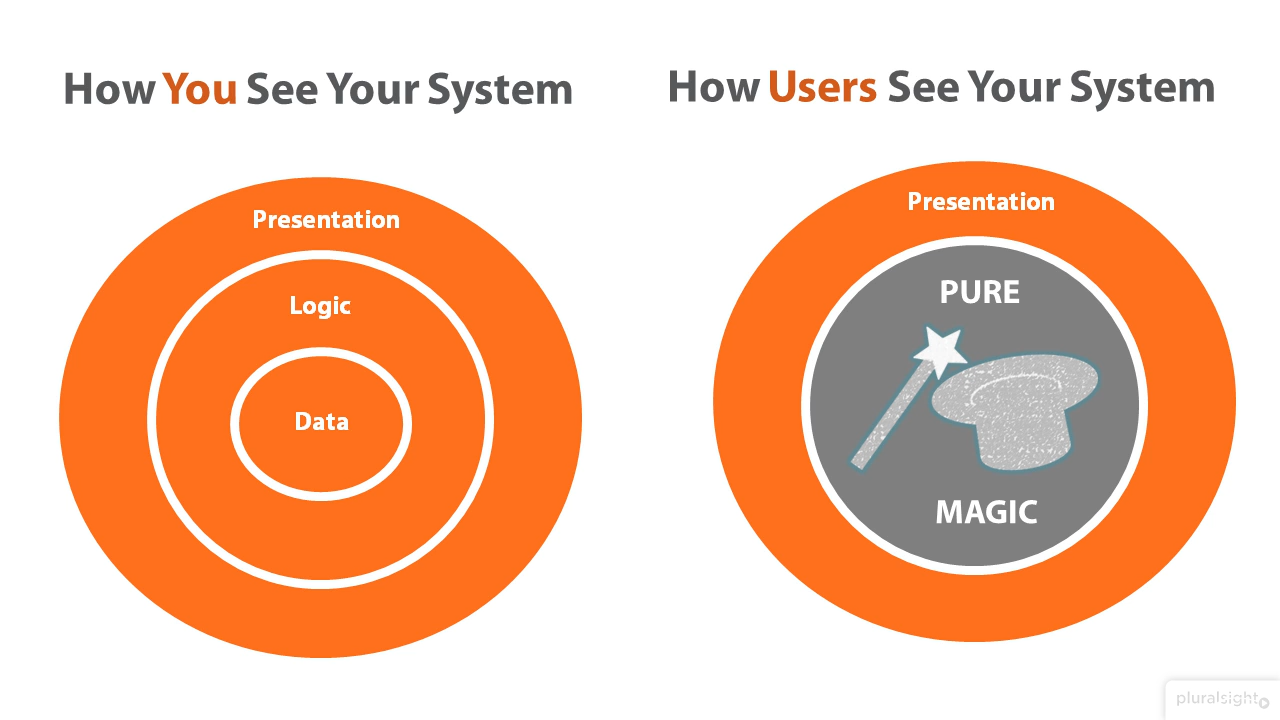 How You See Your System
Presentation
Logic
Data
How Users See Your System
Presentation
PURE
MAGIC
pluralsight